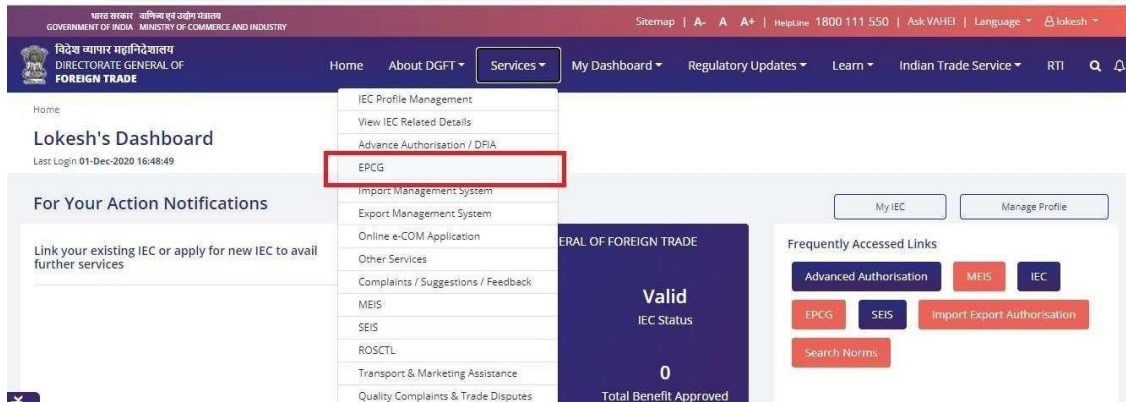 भारत सरकार वाणिज्य एवं उद्योग मंत्रालय
GOVERNMENT OF INDIA MINISTRY OF COMMERCE AND INDUSTRY
Sitemap | A- A A+ | HelpLine 1800 111 550 | Ask VAHEI | Language lokesh
विदेश व्यापार महानिदेशालय
DIRECTORATE GENERAL OF
FOREIGN TRADE
Home About DGFT Services My Dashboard Regulatory Updates Learn Indian Trade Service RTI
Home
Lokesh's Dashboard
Last Login 01-Dec-2020 16:48:49
IEC Profile Management
View IEC Related Details
Advance Authorisation / DFIA
EPCG
Import Management System
Export Management System
Online e-COM Application
Other Services
Complaints / Suggestions / Feedback
MEIS
SEIS
ROSCTL
Transport & Marketing Assistance
Quality Complaints & Trade Disputes
For Your Action Notifications
My IEC Manage Profile
Link your existing IEC or apply for new IEC to avail
further services
ERAL OF FOREIGN TRADE
Valid
IEC Status
0
Total Benefit Approved
Frequently Accessed Links
Advanced Authorisation MEIS IEC
EPCG SEIS Import Export Authorisation
Search Norms